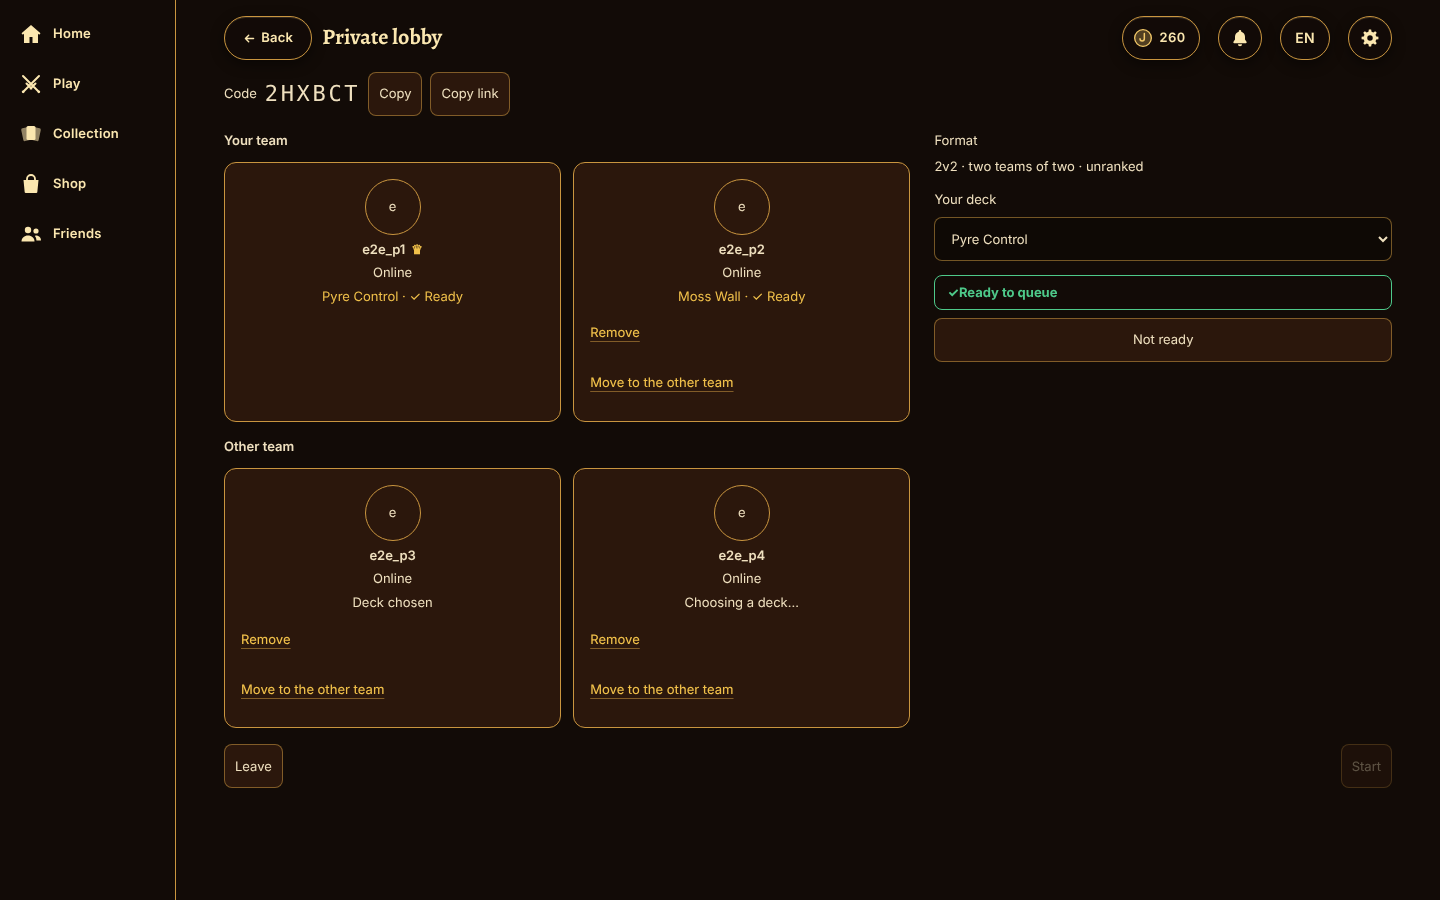 Home
Play
Collection
Shop
Friends
← Back
Private lobby
J 260
EN
Code 2HXBCT Copy Copy link
Your team
e
e2e_p1 ♛
Online
Pyre Control · ✓ Ready
e
e2e_p2
Online
Moss Wall · ✓ Ready
Remove
Move to the other team
Other team
e
e2e_p3
Online
Deck chosen
Remove
Move to the other team
e
e2e_p4
Online
Choosing a deck...
Remove
Move to the other team
Format
2v2 · two teams of two · unranked
Your deck
Pyre Control
✓Ready to queue
Not ready
Leave
Start